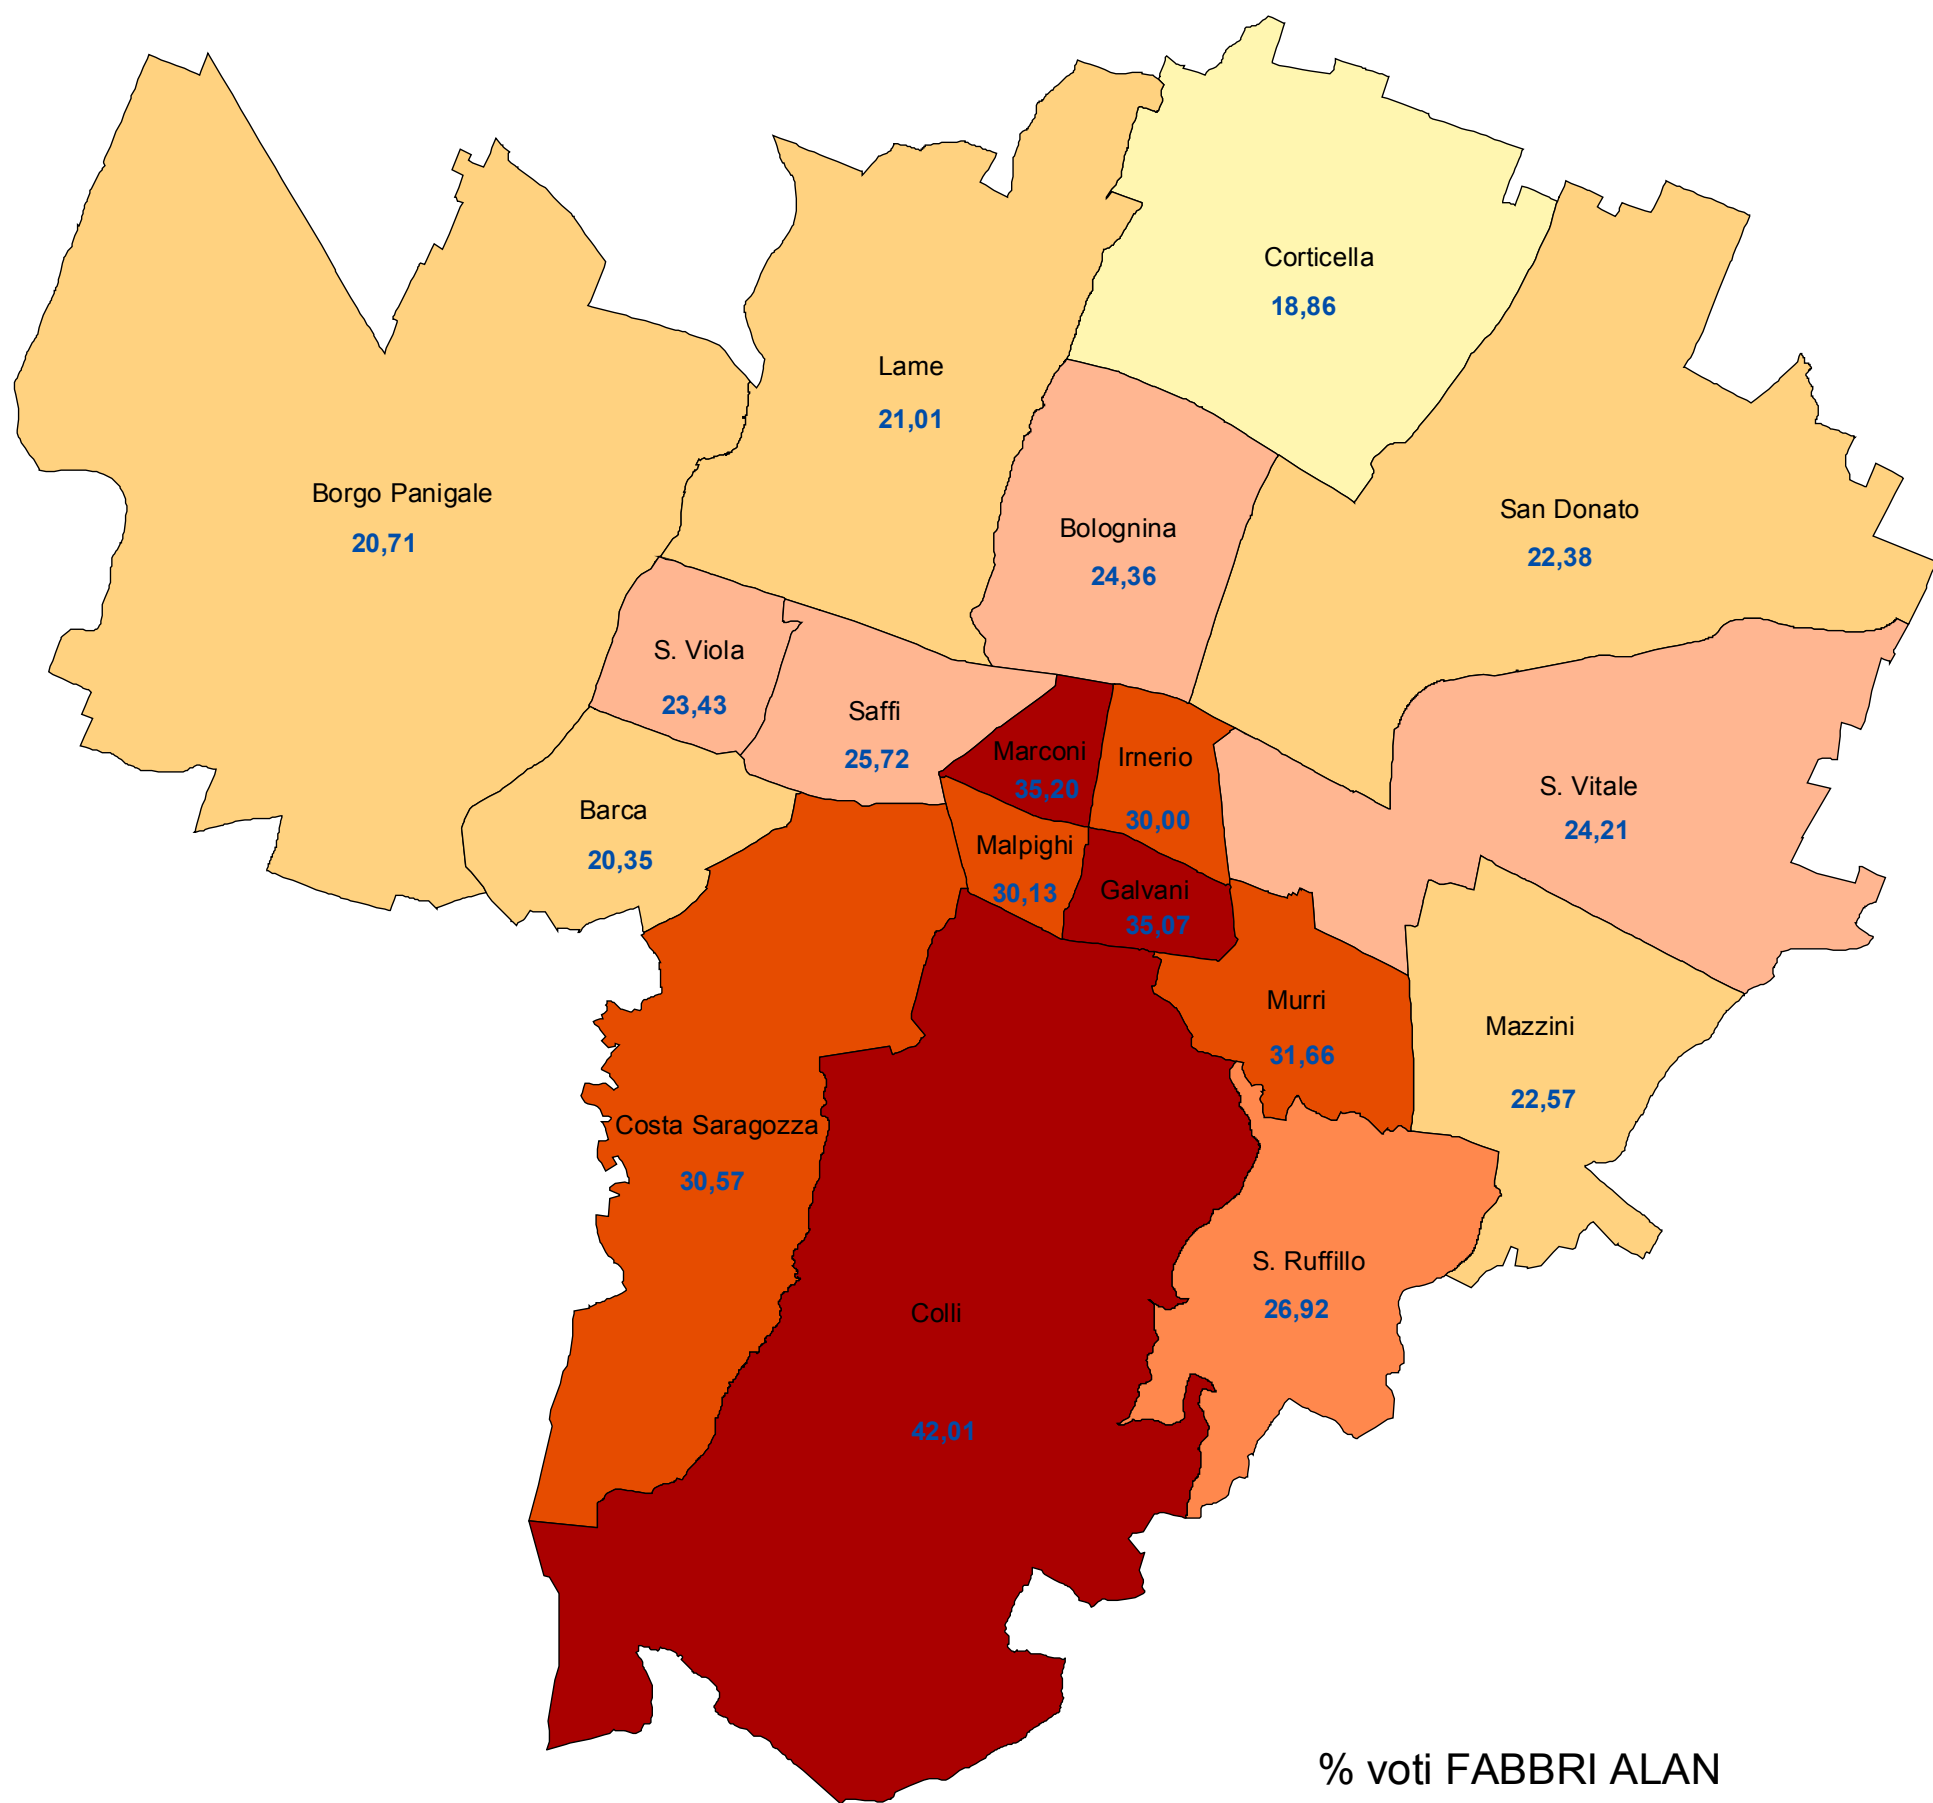 Corticella
18,86
Lame
21,01
Borgo Panigale
20,71
San Donato
22,38
Bolognina
24,36
S. Viola
23,43
Saffi
25,72
Marconi
35,20
Irnerio
30,00
S. Vitale
24,21
Barca
20,35
Malpighi
30,13
Galvani
35,07
Murri
31,66
Mazzini
22,57
Costa Saragozza
30,57
S. Ruffillo
26,92
Colli
42,01
% voti FABBRI ALAN